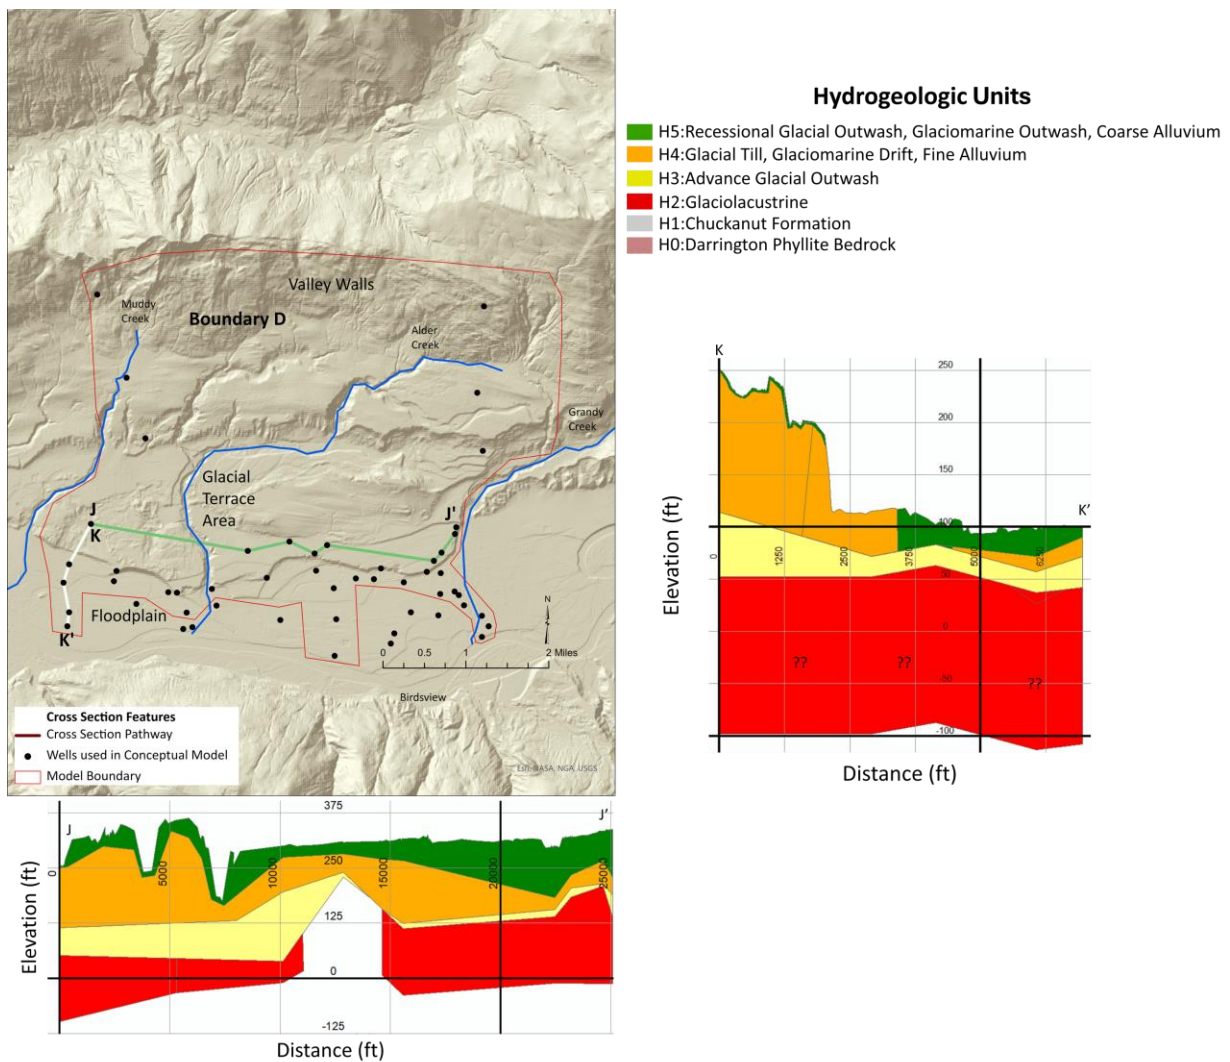 Hydrogeologic Units
H5:Recessional Glacial Outwash, Glaciomarine Outwash, Coarse Alluvium
H4:Glacial Till, Glaciomarine Drift, Fine Alluvium
H3:Advance Glacial Outwash
H2:Glaciolacustrine
H1:Chuckanut Formation
H0:Darrington Phyllite Bedrock
Valley Walls
Muddy
Creek
Boundary D
Alder
Creek
Grandy
Creek
Glacial
Terrace
Area
J
K
J'
Floodplain
K'
N
0 0.5 1 2 Miles
Birdsview
Cross Section Features
Cross Section Pathway
Wells used in Conceptual Model
Model Boundary
Esri, NASA, NGA, USGS
K
K'
250
200
150
100
50
0
-50
-100
0 1250 2500 3750 5000 6250
?? ?? ??
Elevation (ft)
Distance (ft)
J
J'
375
250
125
0
-125
0 5000 10000 15000 20000 25000
Elevation (ft)
Distance (ft)